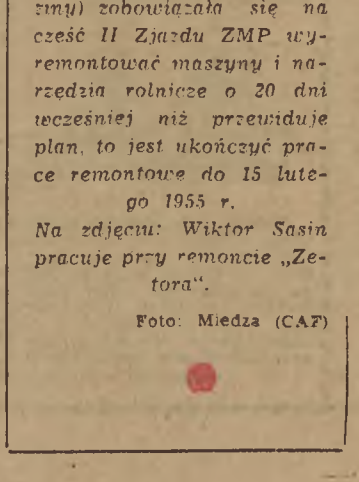 zmy) zobowiązała się na
cześć II Zjazdu ZMP wy-
remontować maszyny i na-
rzędzia rolnicze o 20 dni
wcześniej niż przewiduje
plan, to jest ukończyć pra-
ce remontowe do 15 lute-
go 1955 r.
Na zdjęciu: Wiktor Sasin
pracuje przy remoncie „Ze-
tora“.
Foto: Miedza (CAF)